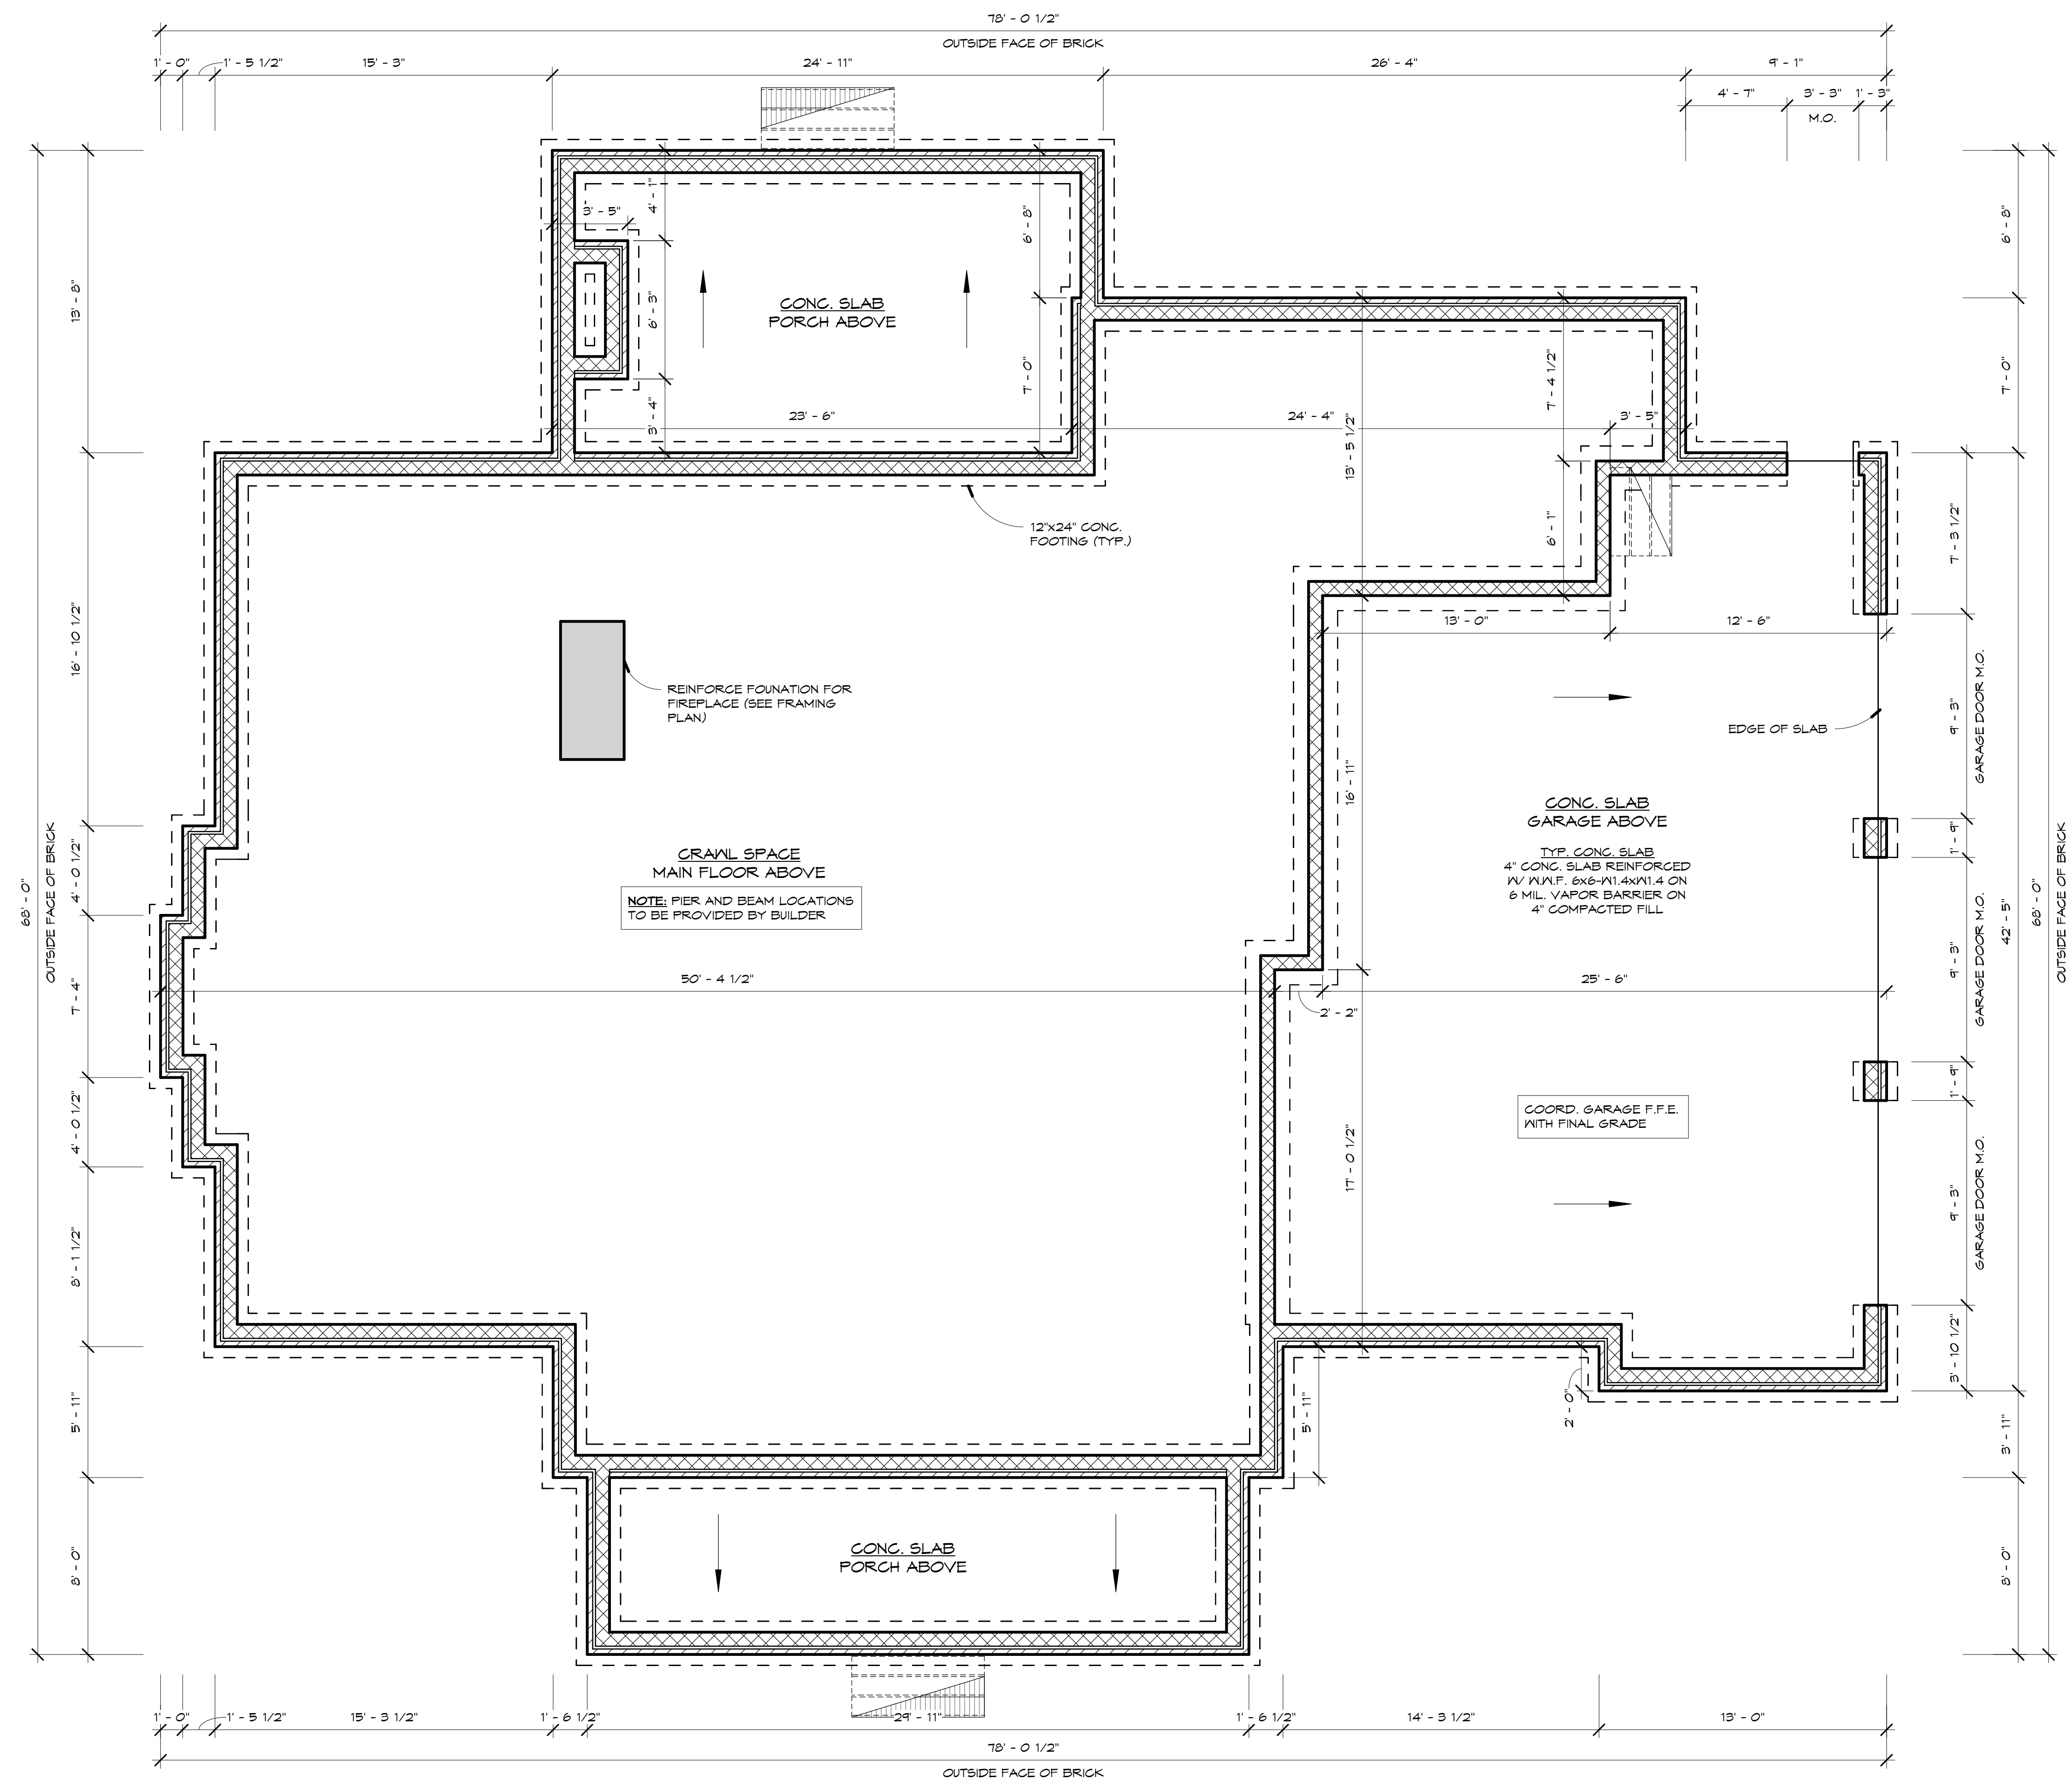 78' - 0 1/2"
OUTSIDE FACE OF BRICK
1' - 0"
1' - 5 1/2"
15' - 3"
24' - 11"
26' - 4"
9' - 1"
4' - 7"
3' - 3"
1' - 3"
M.O.
68' - 0"
OUTSIDE FACE OF BRICK
13' - 8"
16' - 10 1/2"
4' - 0 1/2"
7' - 4"
4' - 0 1/2"
8' - 1 1/2"
5' - 11"
8' - 0"
3' - 5"
4' - 1"
6' - 3"
3' - 4"
6' - 8"
7' - 0"
CONC. SLAB
PORCH ABOVE
23' - 6"
24' - 4"
3' - 5"
13' - 5 1/2"
7' - 4 1/2"
6' - 1"
12"x24" CONC.
FOOTING (TYP.)
13' - 0"
12' - 6"
REINFORCE FOUNATION FOR
FIREPLACE (SEE FRAMING
PLAN)
EDGE OF SLAB
16' - 11"
CONC. SLAB
GARAGE ABOVE
TYP. CONC. SLAB
4" CONC. SLAB REINFORCED
W/ W.W.F. 6x6-W1.4xW1.4 ON
6 MIL. VAPOR BARRIER ON
4" COMPACTED FILL
CRAWL SPACE
MAIN FLOOR ABOVE
NOTE: PIER AND BEAM LOCATIONS
TO BE PROVIDED BY BUILDER
50' - 4 1/2"
25' - 6"
2' - 2"
17' - 0 1/2"
COORD. GARAGE F.F.E.
WITH FINAL GRADE
5' - 11"
2' - 0"
CONC. SLAB
PORCH ABOVE
7' - 3 1/2"
9' - 3"
GARAGE DOOR M.O.
1' - 9"
9' - 3"
GARAGE DOOR M.O.
1' - 9"
9' - 3"
GARAGE DOOR M.O.
3' - 10 1/2"
6' - 8"
7' - 0"
42' - 5"
3' - 11"
8' - 0"
68' - 0"
OUTSIDE FACE OF BRICK
1' - 0"
1' - 5 1/2"
15' - 3 1/2"
1' - 6 1/2"
29' - 11"
1' - 6 1/2"
14' - 3 1/2"
13' - 0"
78' - 0 1/2"
OUTSIDE FACE OF BRICK